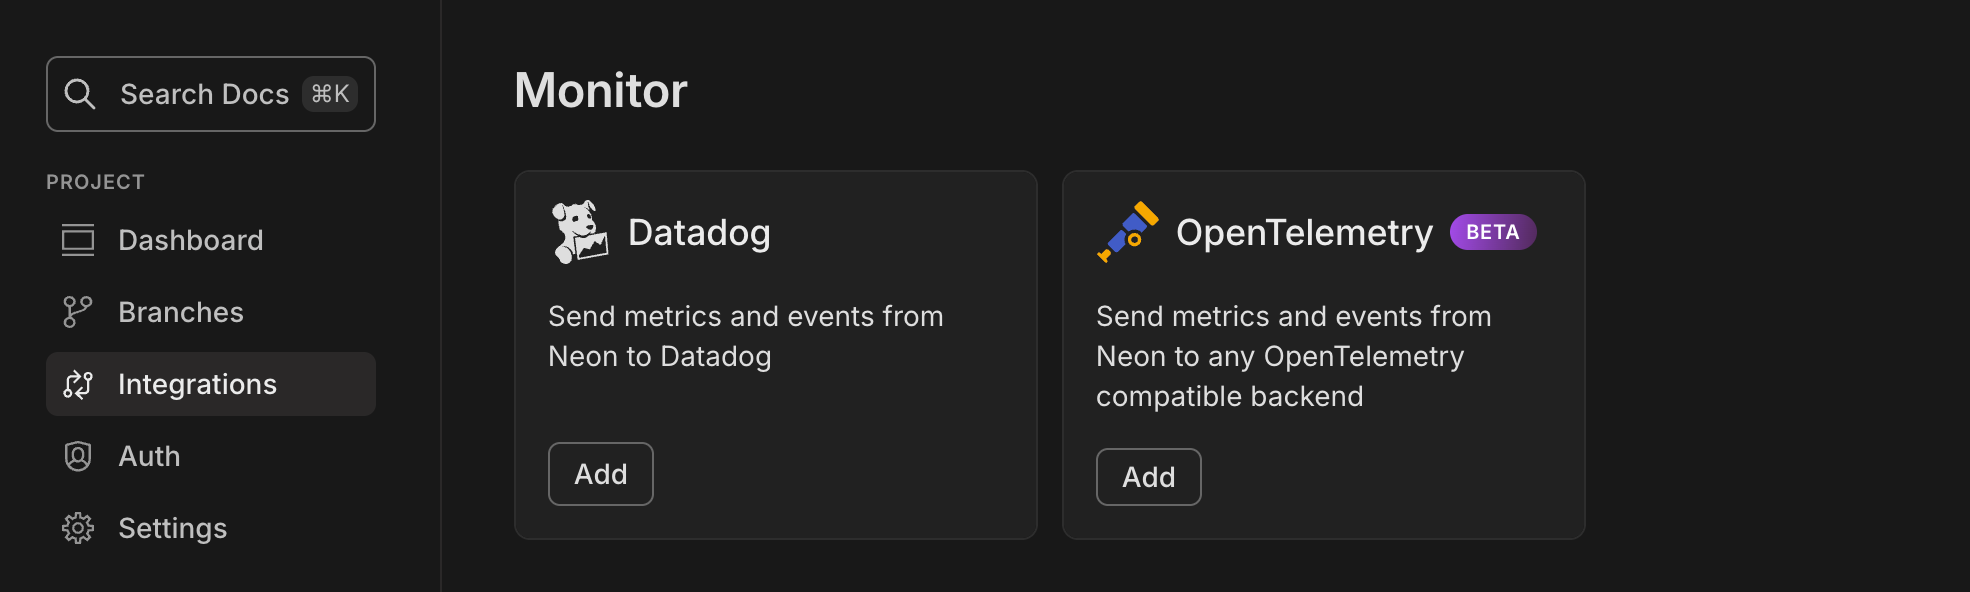 Search Docs ⌘K
PROJECT
Dashboard
Branches
Integrations
Auth
Settings
Monitor
Datadog
Send metrics and events from
Neon to Datadog
Add
OpenTelemetry BETA
Send metrics and events from
Neon to any OpenTelemetry
compatible backend
Add